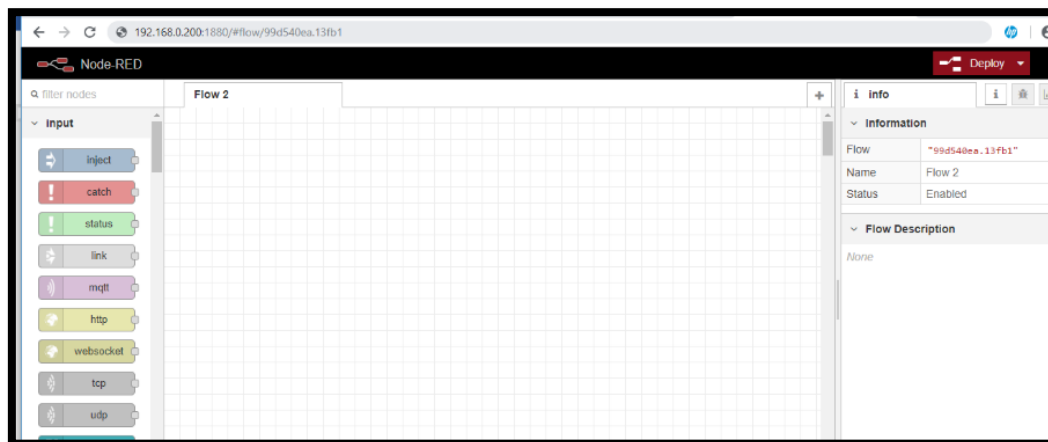 192.168.0.200:1880/#flow/99d540ea.13fb1
Node-RED
Deploy
filter nodes
Flow 2
+
i info
i
input
Information
inject
Flow "99d540ea.13fb1"
catch
Name Flow 2
Status Enabled
status
Flow Description
link
None
mqtt
http
websocket
tcp
udp